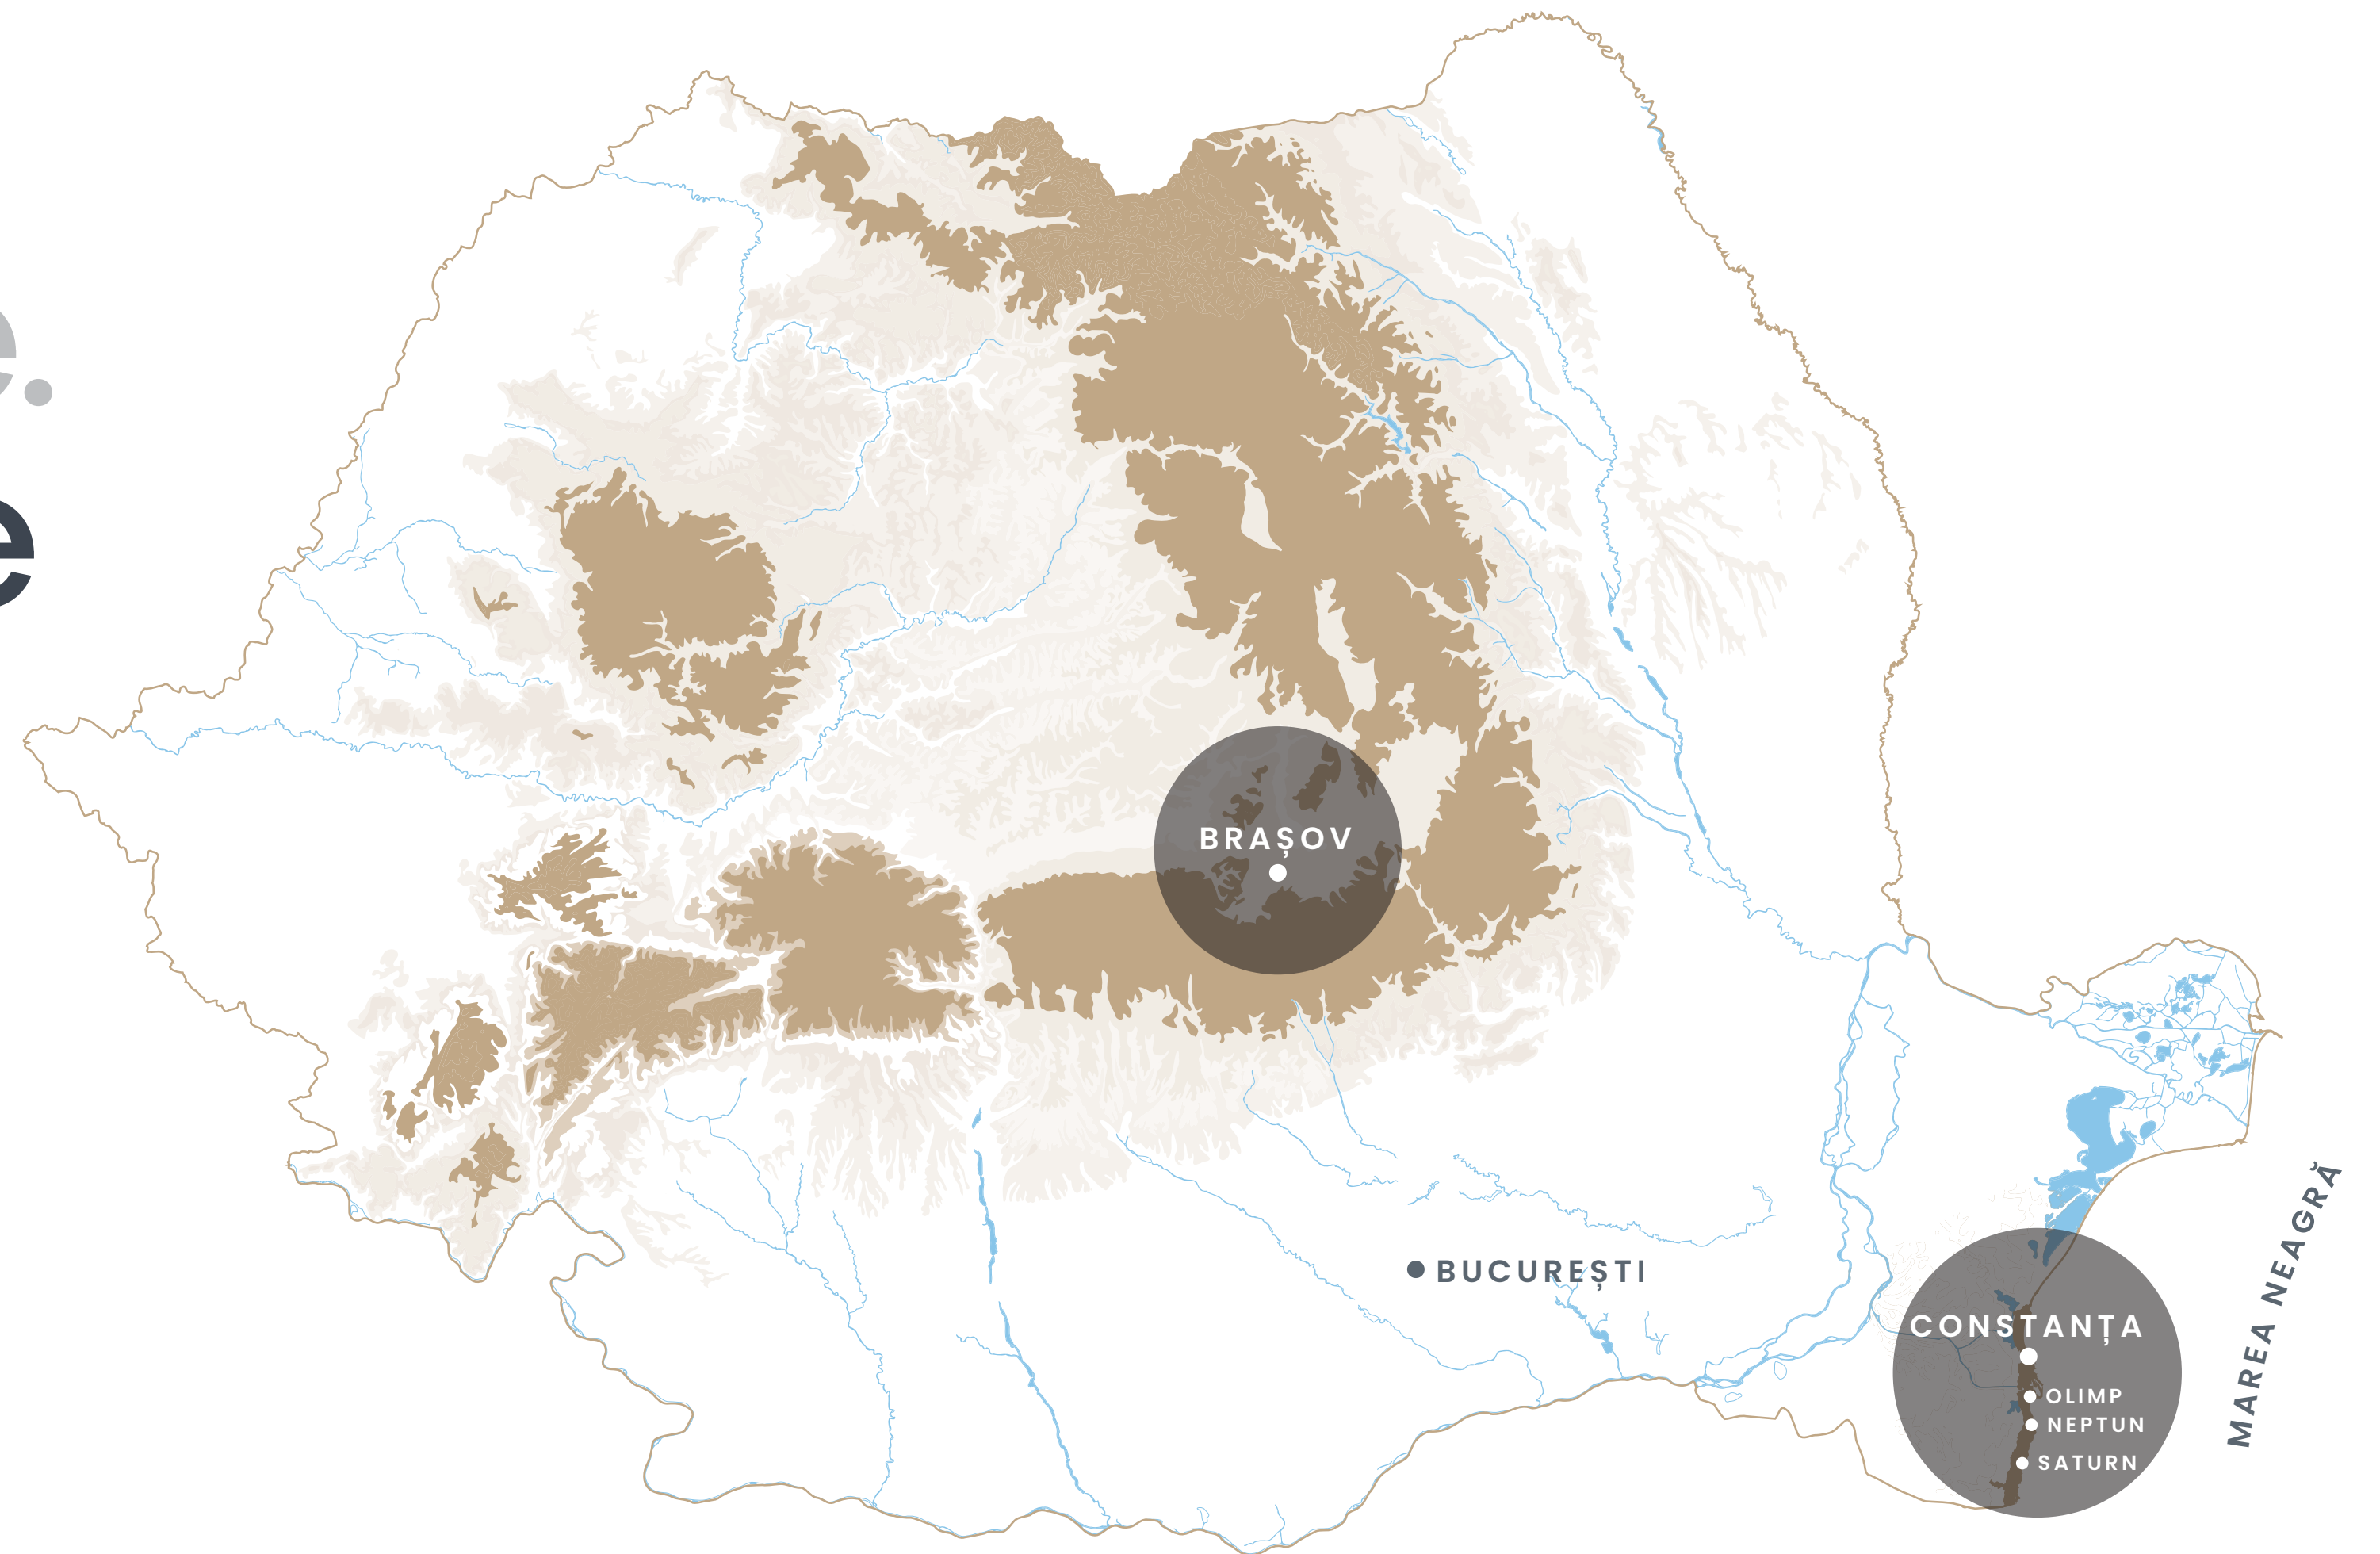 e.
e
BRAȘOV
BUCUREȘTI
CONSTANȚA
OLIMP
NEPTUN
SATURN
MAREA NEAGRĂ